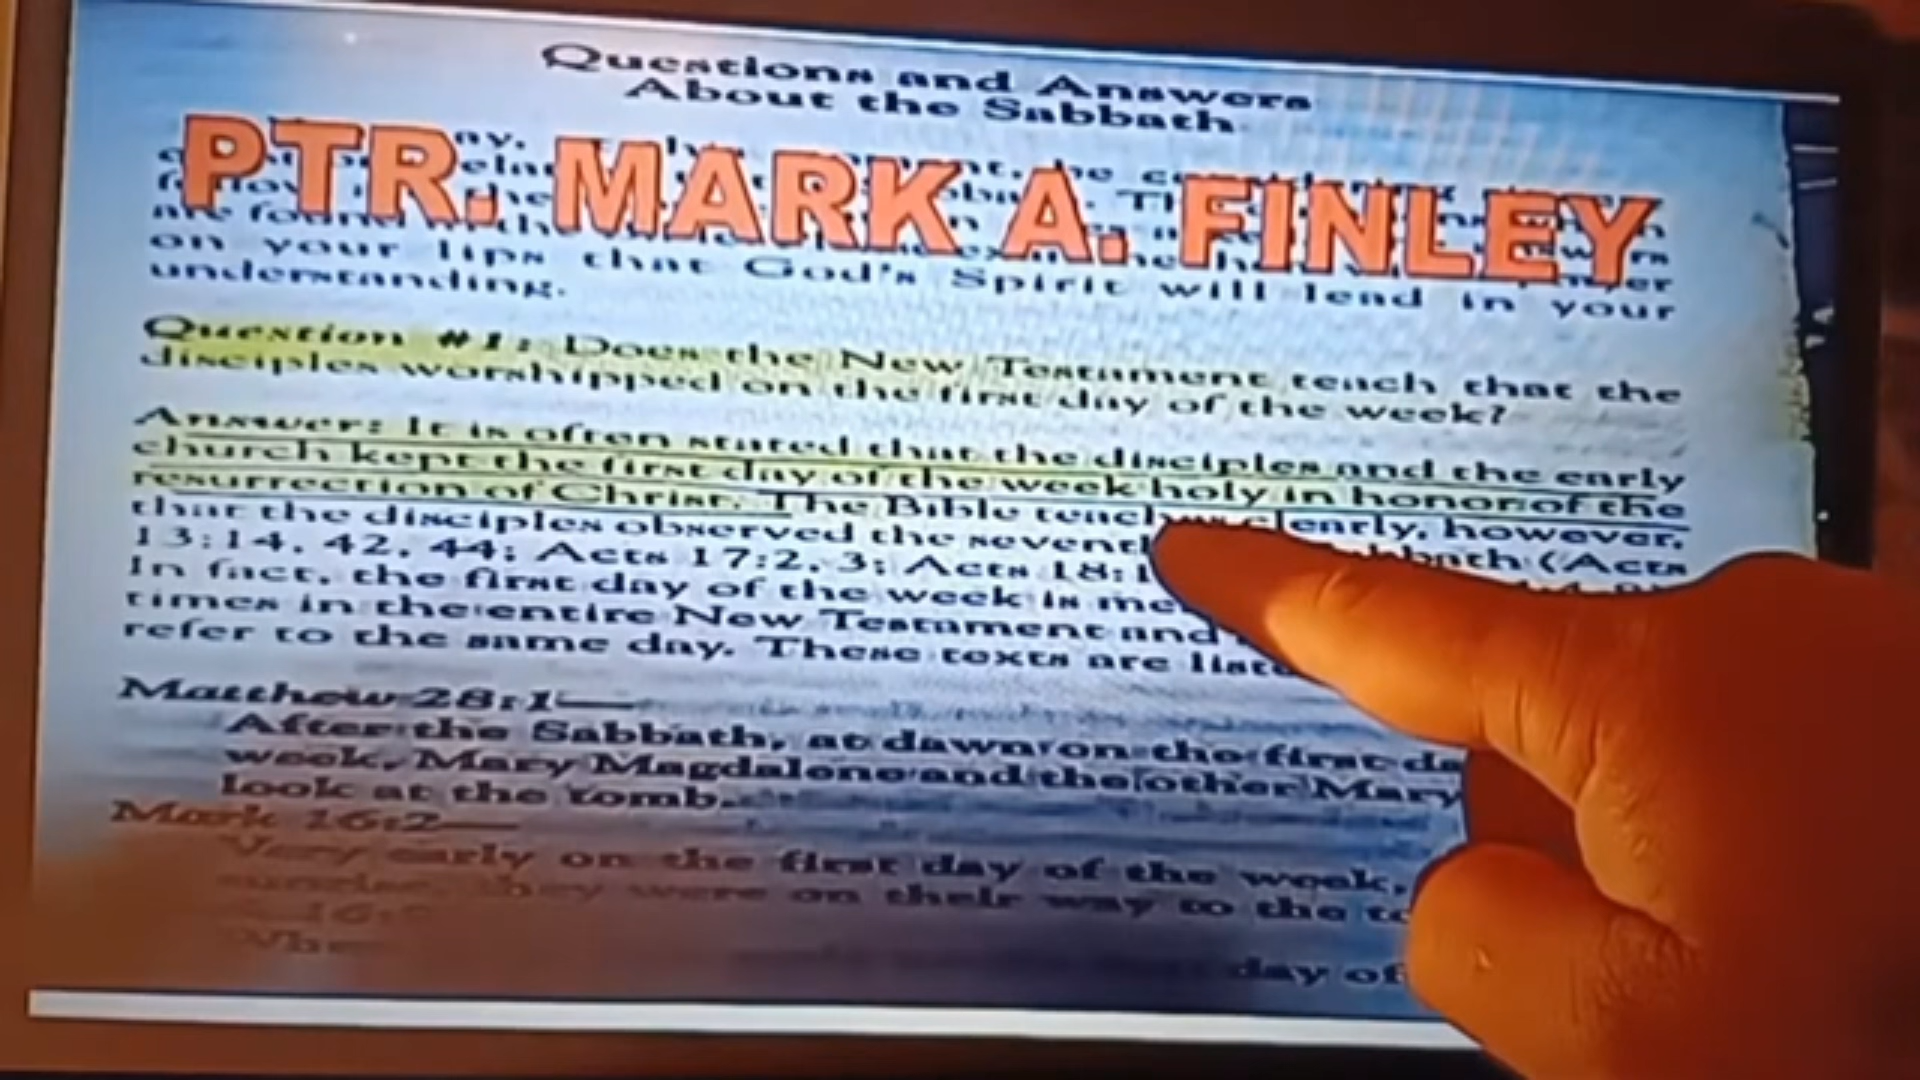 Questions and Answers
About the Sabbath
PTR. MARK A. FINLEY
on your lips that God's Spirit will lead in your
understanding.
Question #1: Does the New Testament teach that the
disciples worshipped on the first day of the week?
Answer: It is often stated that the disciples and the early
church kept the first day of the week holy in honor of the
resurrection of Christ. The Bible teaches clearly, however,
that the disciples observed the seventh Sabbath (Acts
13:14, 42, 44; Acts 17:2, 3; Acts 18:1
In fact, the first day of the week is me
times in the entire New Testament and
refer to the same day. These texts are liste
Matthew 28:1—
After the Sabbath, at dawn on the first da
week, Mary Magdalene and the other Mary
look at the tomb.
Mark 16:2—
Very early on the first day of the week,
sunrise, they were on their way to the to
day of